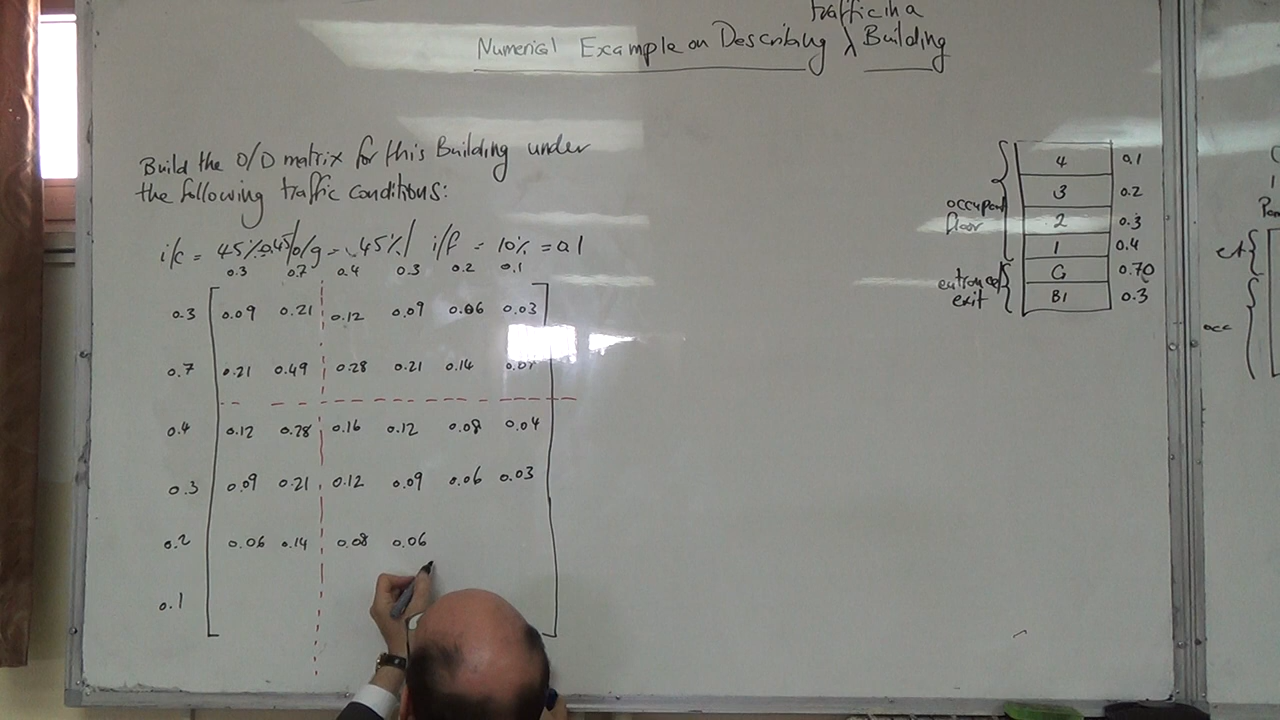 traffic in a
Numerical Example on Describing λ Building
Build the O/D matrix for this Building under
the following traffic conditions:
i/c = 45% 0.45 o/g = .45% i/f = 10% = 0.1
0.3 0.7 0.4 0.3 0.2 0.1
0.3 0.09 0.21 0.12 0.09 0.06 0.03
0.7 0.21 0.49 0.28 0.21 0.14 0.07
0.4 0.12 0.28 0.16 0.12 0.08 0.04
0.3 0.09 0.21 0.12 0.09 0.06 0.03
0.2 0.06 0.14 0.08 0.06
0.1
4 0.1
3 0.2
occupant
floor
2 0.3
1 0.4
G 0.70
exit
B1 0.3
occ